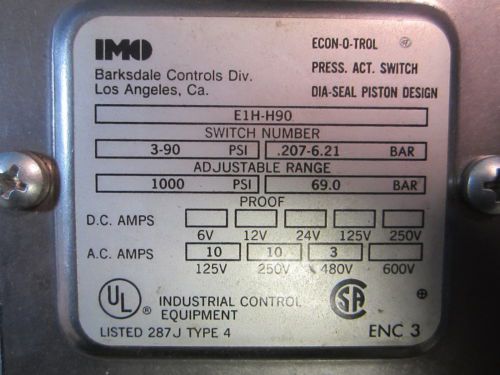 IMO
Barksdale Controls Div.
Los Angeles, Ca.
ECON-O-TROL ®
PRESS. ACT. SWITCH
DIA-SEAL PISTON DESIGN
E1H-H90
SWITCH NUMBER
3-90 PSI .207-6.21 BAR
ADJUSTABLE RANGE
1000 PSI 69.0 BAR
PROOF
D.C. AMPS
6V 12V 24V 125V 250V
A.C. AMPS 10 10 3
125V 250V 480V 600V
UL ® INDUSTRIAL CONTROL SA
EQUIPMENT
LISTED 287J TYPE 4 ENC 3